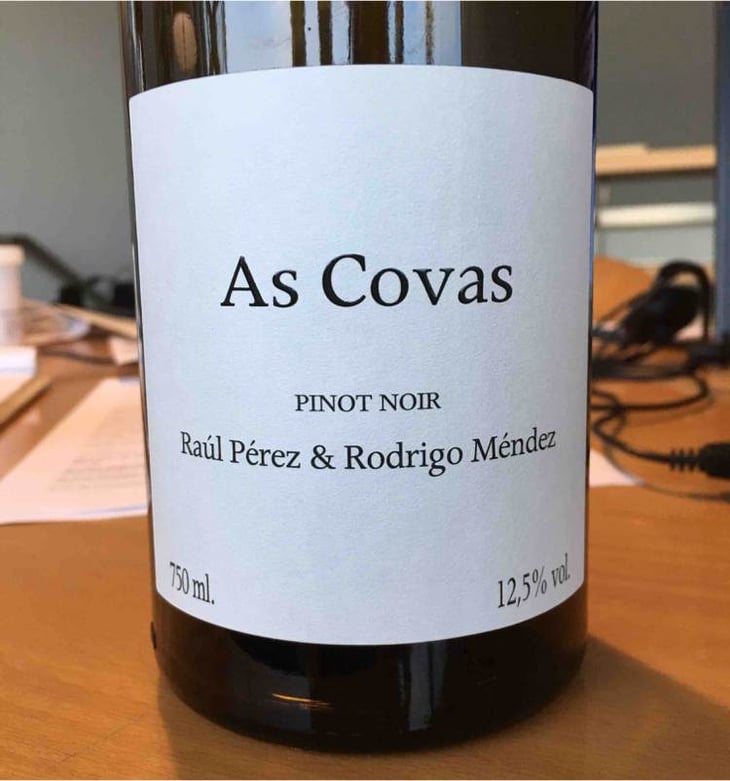 As Covas
PINOT NOIR
Raúl Pérez & Rodrigo Méndez
750 ml.
12,5% vol.